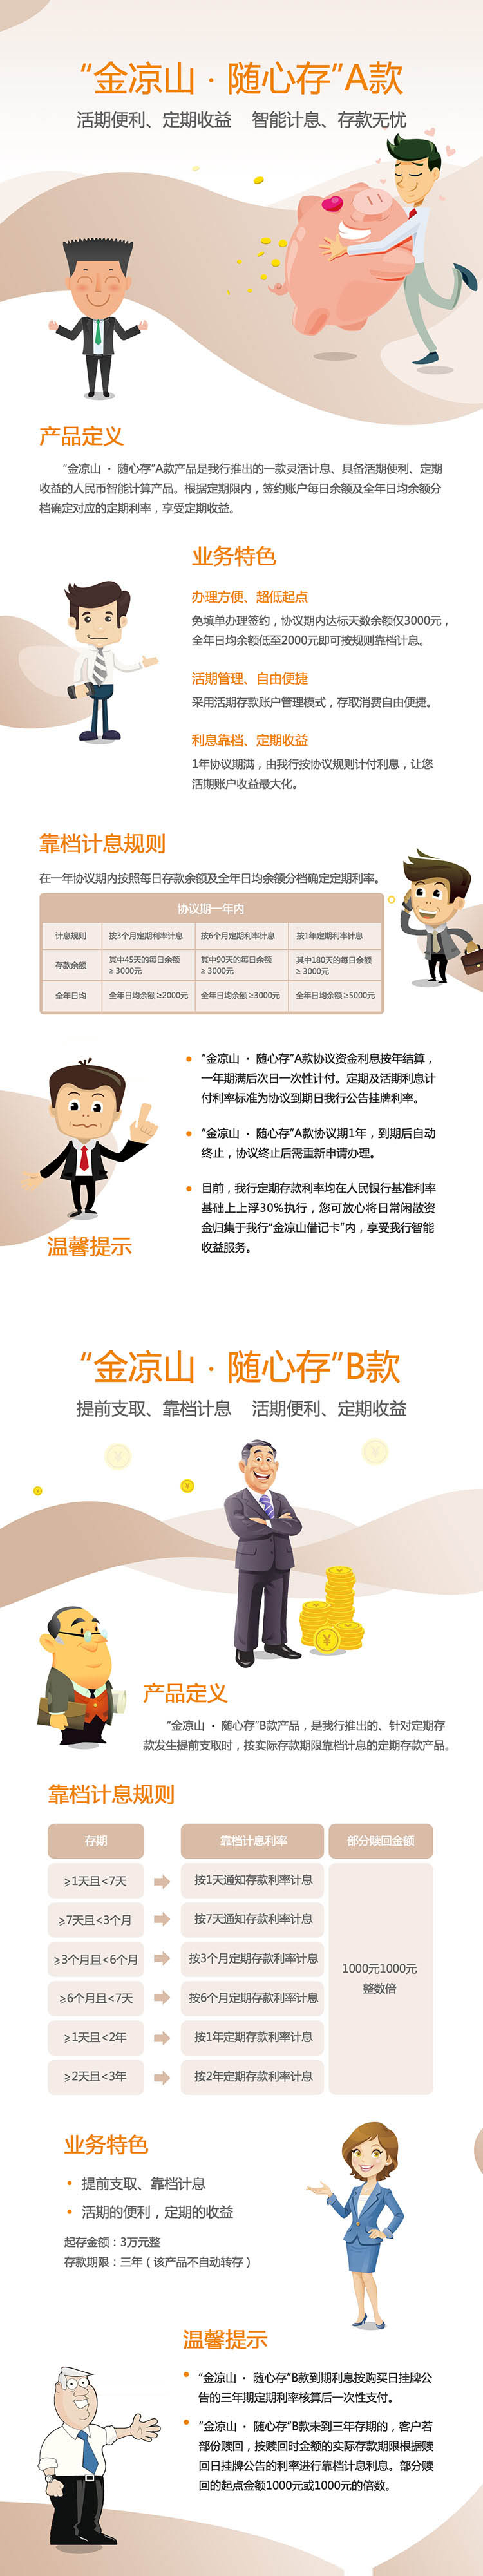 “金凉山 · 随心存”A款
活期便利、定期收益 智能计息、存款无忧
产品定义
“金凉山 · 随心存”A款产品是我行推出的一款灵活计息、具备活期便利、定期
收益的人民币智能计算产品。根据定期限内，签约账户每日余额及全年日均余额分
档确定对应的定期利率，享受定期收益。
业务特色
办理方便、超低起点
免填单办理签约，协议期内达标天数余额仅3000元，
全年日均余额低至2000元即可按规则靠档计息。
活期管理、自由便捷
采用活期存款账户管理模式，存取消费自由便捷。
利息靠档、定期收益
1年协议期满，由我行按协议规则计付利息，让您
活期账户收益最大化。
靠档计息规则
在一年协议期内按照每日存款余额及全年日均余额分档确定定期利率。
协议期一年内
计息规则 按3个月定期利率计息 按6个月定期利率计息 按1年定期利率计息
存款余额 其中45天的每日余额 ≥ 3000元 其中90天的每日余额 ≥ 3000元 其中180天的每日余额 ≥ 3000元
全年日均 全年日均余额≥2000元 全年日均余额≥3000元 全年日均余额≥5000元
“金凉山 · 随心存”A款协议资金利息按年结算，
一年期满后次日一次性计付。定期及活期利息计
付利率标准为协议到期日我行公告挂牌利率。
“金凉山 · 随心存”A款协议期1年，到期后自动
终止，协议终止后需重新申请办理。
目前，我行定期存款利率均在人民银行基准利率
基础上上浮30%执行，您可放心将日常闲散资
金归集于我行“金凉山借记卡”内，享受我行智能
收益服务。
温馨提示
“金凉山 · 随心存”B款
提前支取、靠档计息 活期便利、定期收益
产品定义
“金凉山 · 随心存”B款产品，是我行推出的、针对定期存
款发生提前支取时，按实际存款期限靠档计息的定期存款产品。
靠档计息规则
存期 靠档计息利率 部分赎回金额
≥1天且<7天 按1天通知存款利率计息
≥7天且<3个月 按7天通知存款利率计息
≥3个月且<6个月 按3个月定期存款利率计息
1000元1000元
整数倍
≥6个月且<7天 按6个月定期存款利率计息
≥1天且<2年 按1年定期存款利率计息
≥2天且<3年 按2年定期存款利率计息
业务特色
提前支取、靠档计息
活期的便利，定期的收益
起存金额：3万元整
存款期限：三年（该产品不自动转存）
温馨提示
“金凉山 · 随心存”B款到期利息按购买日挂牌公
告的三年期定期利率核算后一次性支付。
“金凉山 · 随心存”B款未到三年存期的，客户若
部份赎回，按赎回时金额的实际存款期限根据赎
回日挂牌公告的利率进行靠档计息利息。部分赎
回的起点金额1000元或1000元的倍数。